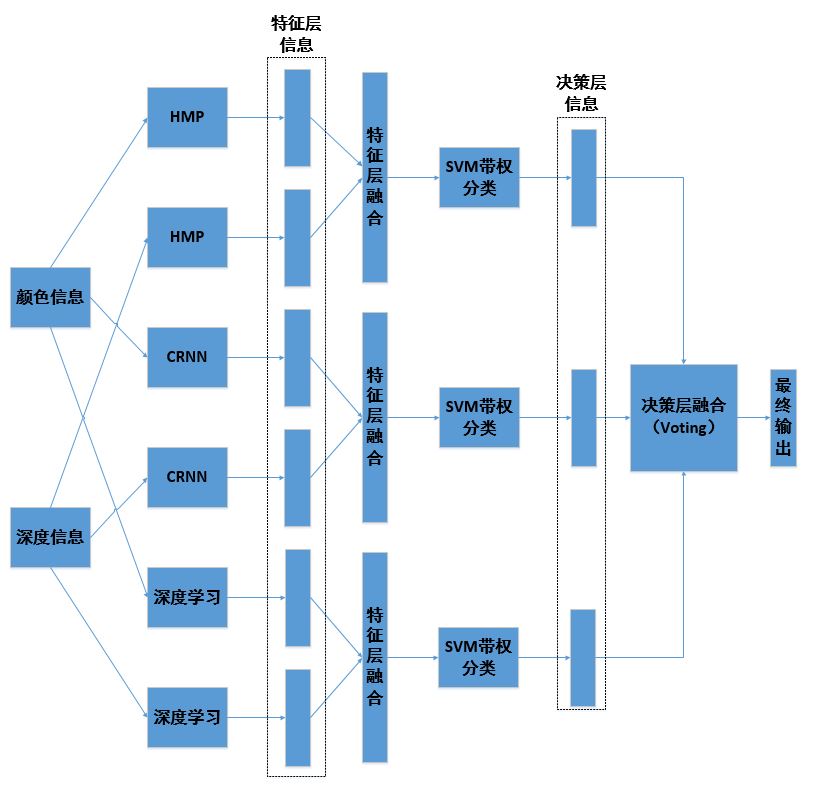 特征层
信息
HMP
HMP
颜色信息
CRNN
CRNN
深度信息
深度学习
深度学习
特征层融合
特征层融合
特征层融合
SVM带权
分类
SVM带权
分类
SVM带权
分类
决策层
信息
决策层融合
（Voting）
最终输出